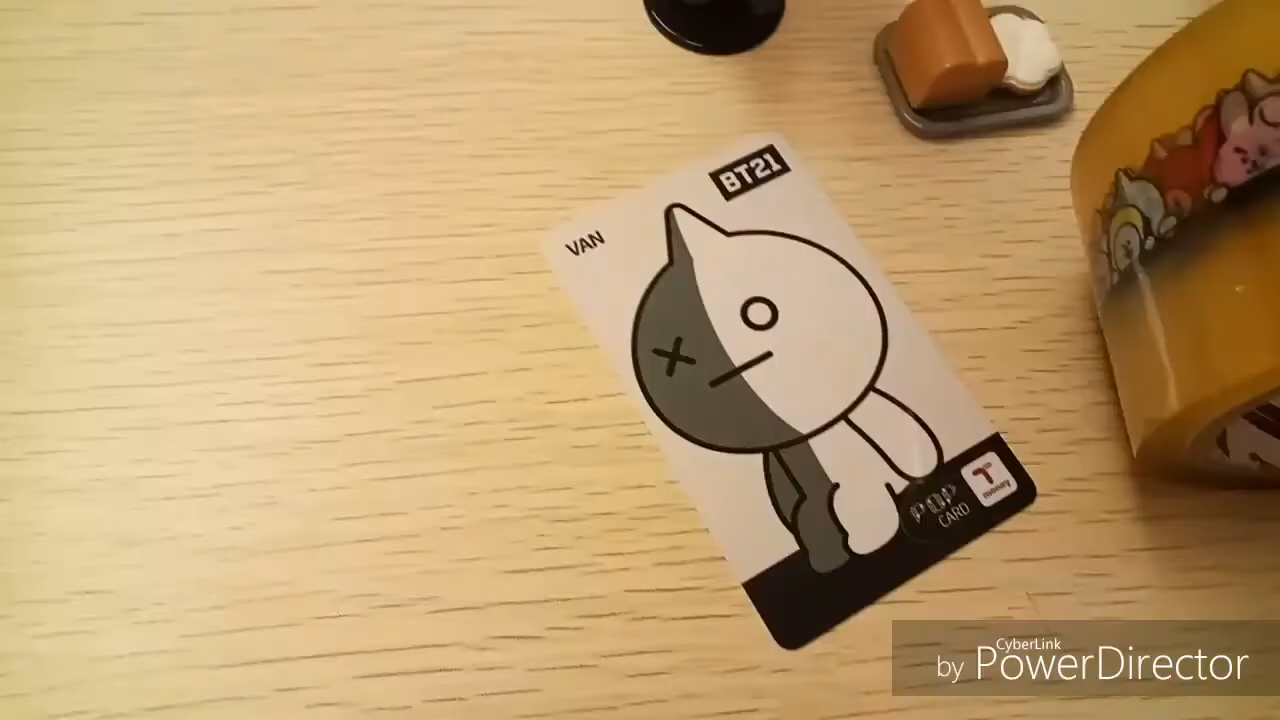 BT21
VAN
POP
CARD
T
money
CyberLink
by PowerDirector